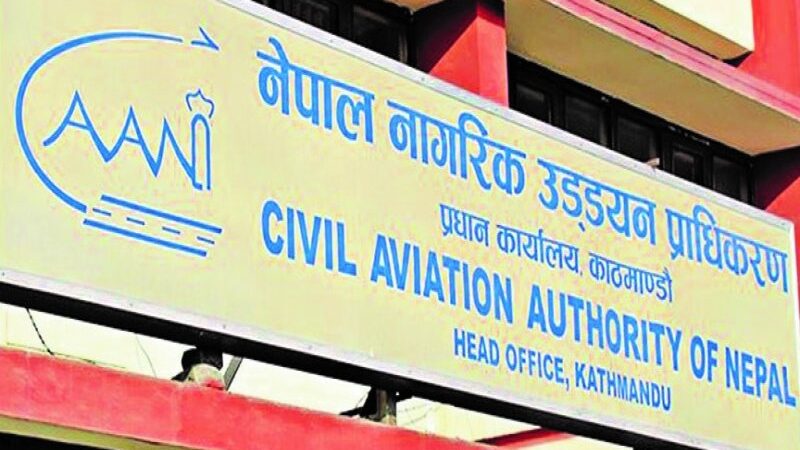 CAAN
नेपाल नागरिक उड्डयन प्राधिकरण
प्रधान कार्यालय, काठमाण्डौ
CIVIL AVIATION AUTHORITY OF NEPAL
HEAD OFFICE, KATHMANDU